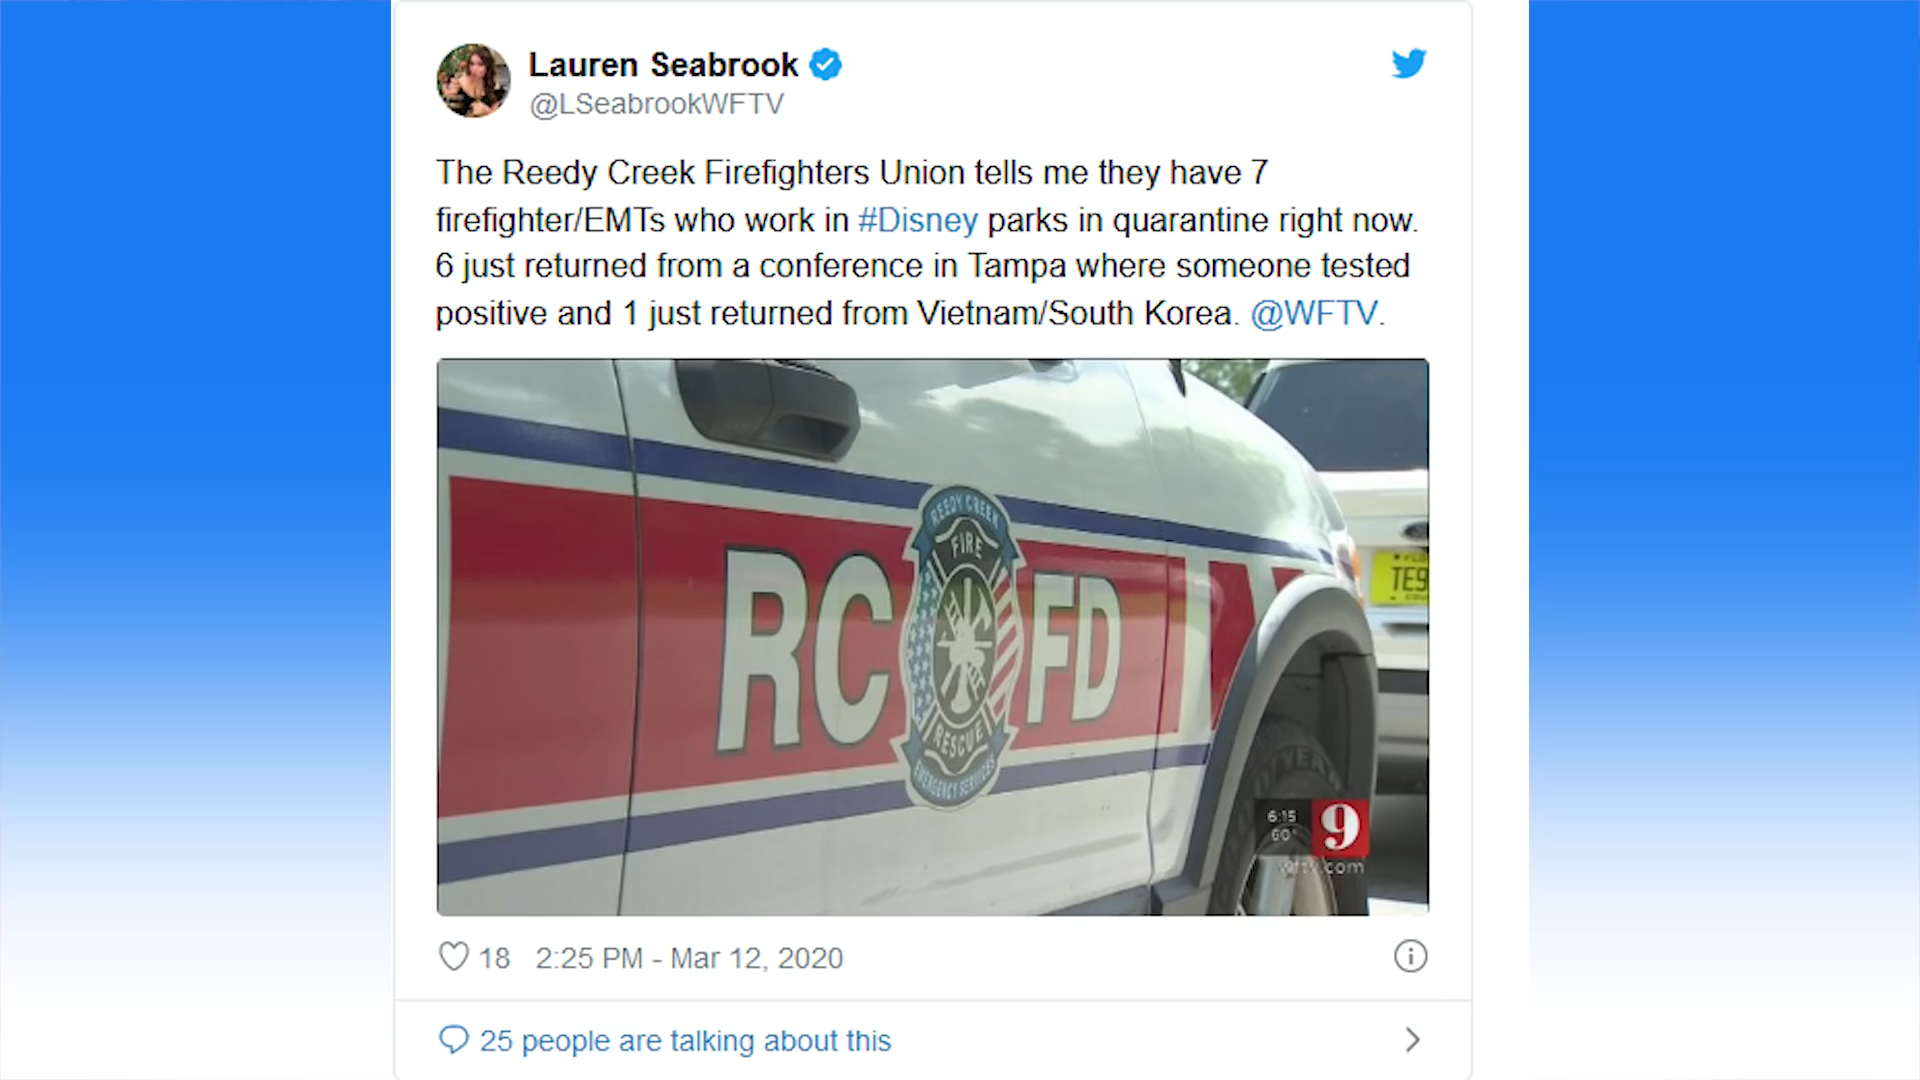 Lauren Seabrook
@LSeabrookWFTV
The Reedy Creek Firefighters Union tells me they have 7
firefighter/EMTs who work in #Disney parks in quarantine right now.
6 just returned from a conference in Tampa where someone tested
positive and 1 just returned from Vietnam/South Korea. @WFTV.
REEDY CREEK
FIRE
RC FD
RESCUE
EMERGENCY SERVICES
TE9
6:15
60°
9
wftv.com
18 2:25 PM - Mar 12, 2020
25 people are talking about this